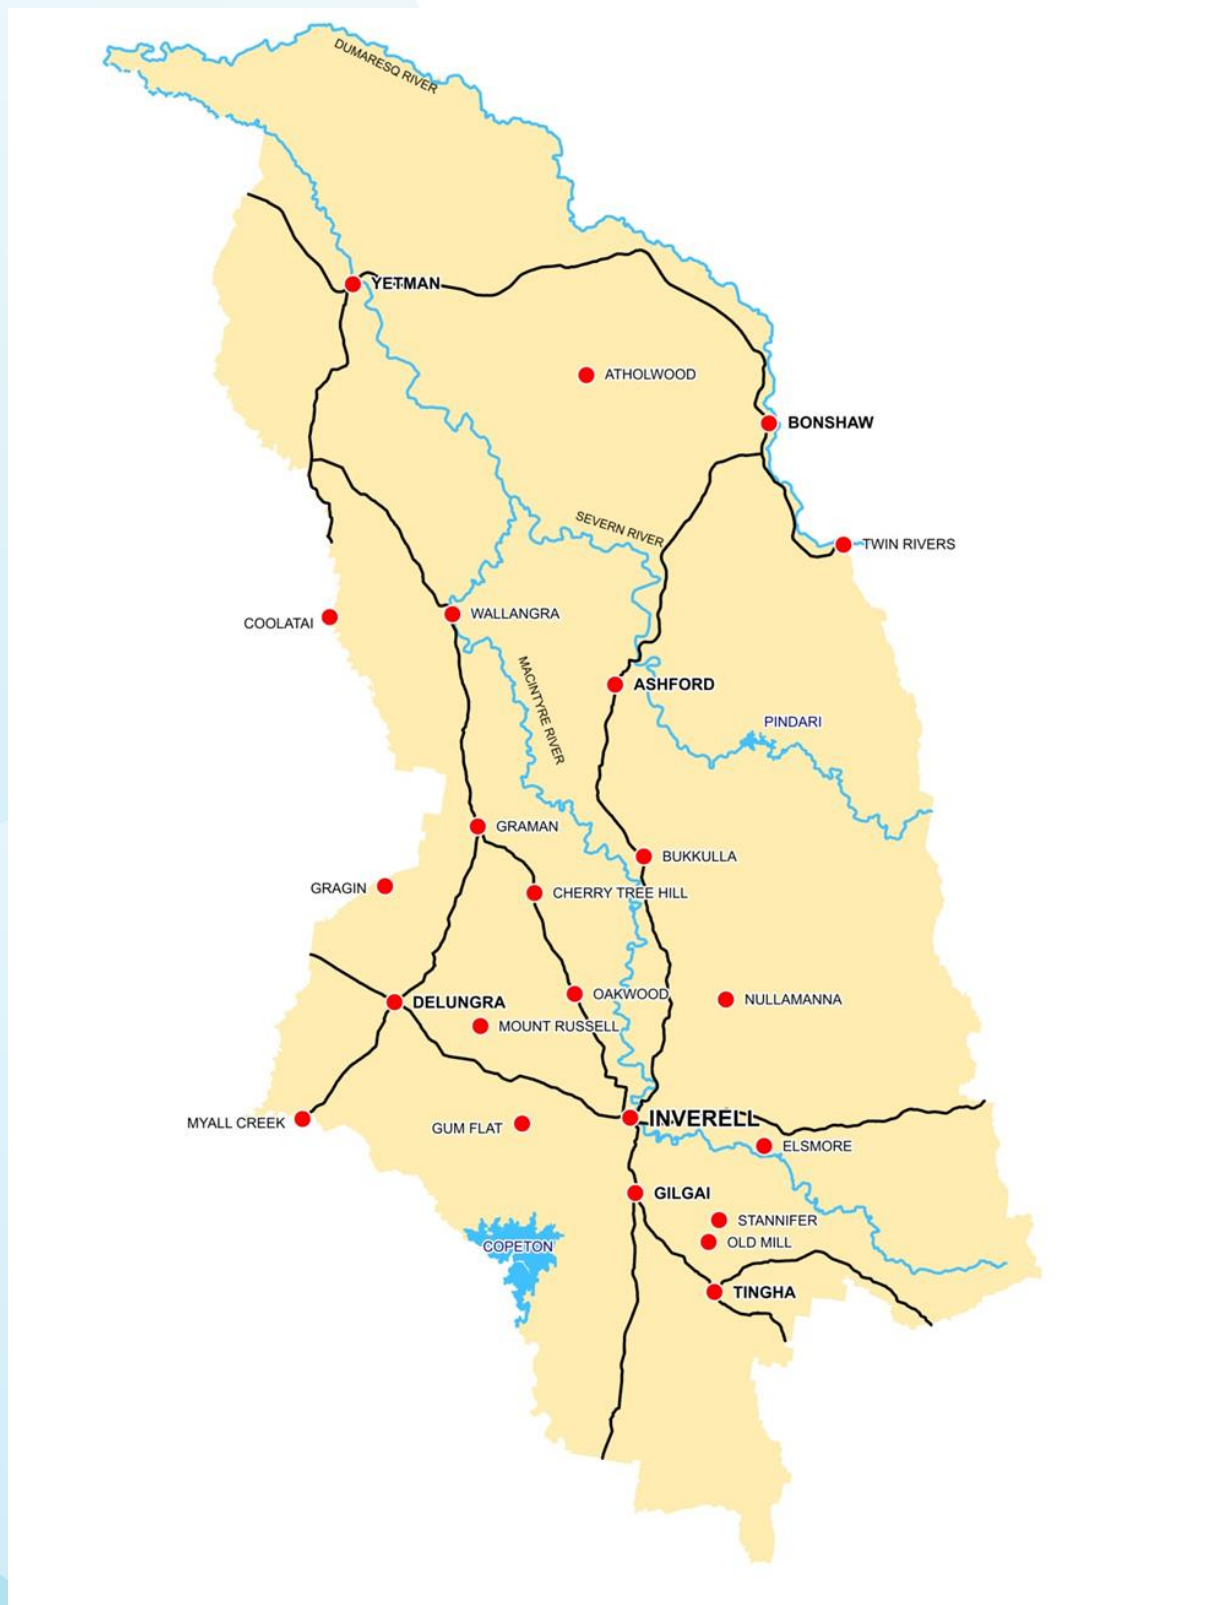 DUMARESQ RIVER
YETMAN
ATHOLWOOD
BONSHAW
SEVERN RIVER
TWIN RIVERS
WALLANGRA
COOLATAI
MACINTYRE RIVER
ASHFORD
PINDARI
GRAMAN
BUKKULLA
GRAGIN
CHERRY TREE HILL
OAKWOOD
NULLAMANNA
DELUNGRA
MOUNT RUSSELL
INVERELL
MYALL CREEK
GUM FLAT
ELSMORE
GILGAI
STANNIFER
OLD MILL
COPETON
TINGHA